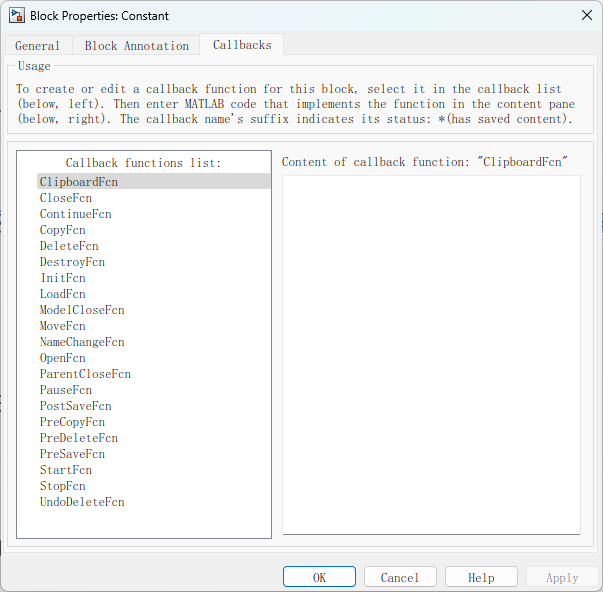 Block Properties: Constant
General
Block Annotation
Callbacks
Usage
To create or edit a callback function for this block, select it in the callback list
(below, left). Then enter MATLAB code that implements the function in the content pane
(below, right). The callback name's suffix indicates its status: *(has saved content).
Callback functions list:
ClipboardFcn
CloseFcn
ContinueFcn
CopyFcn
DeleteFcn
DestroyFcn
InitFcn
LoadFcn
ModelCloseFcn
MoveFcn
NameChangeFcn
OpenFcn
ParentCloseFcn
PauseFcn
PostSaveFcn
PreCopyFcn
PreDeleteFcn
PreSaveFcn
StartFcn
StopFcn
UndoDeleteFcn
Content of callback function: "ClipboardFcn"
OK
Cancel
Help
Apply